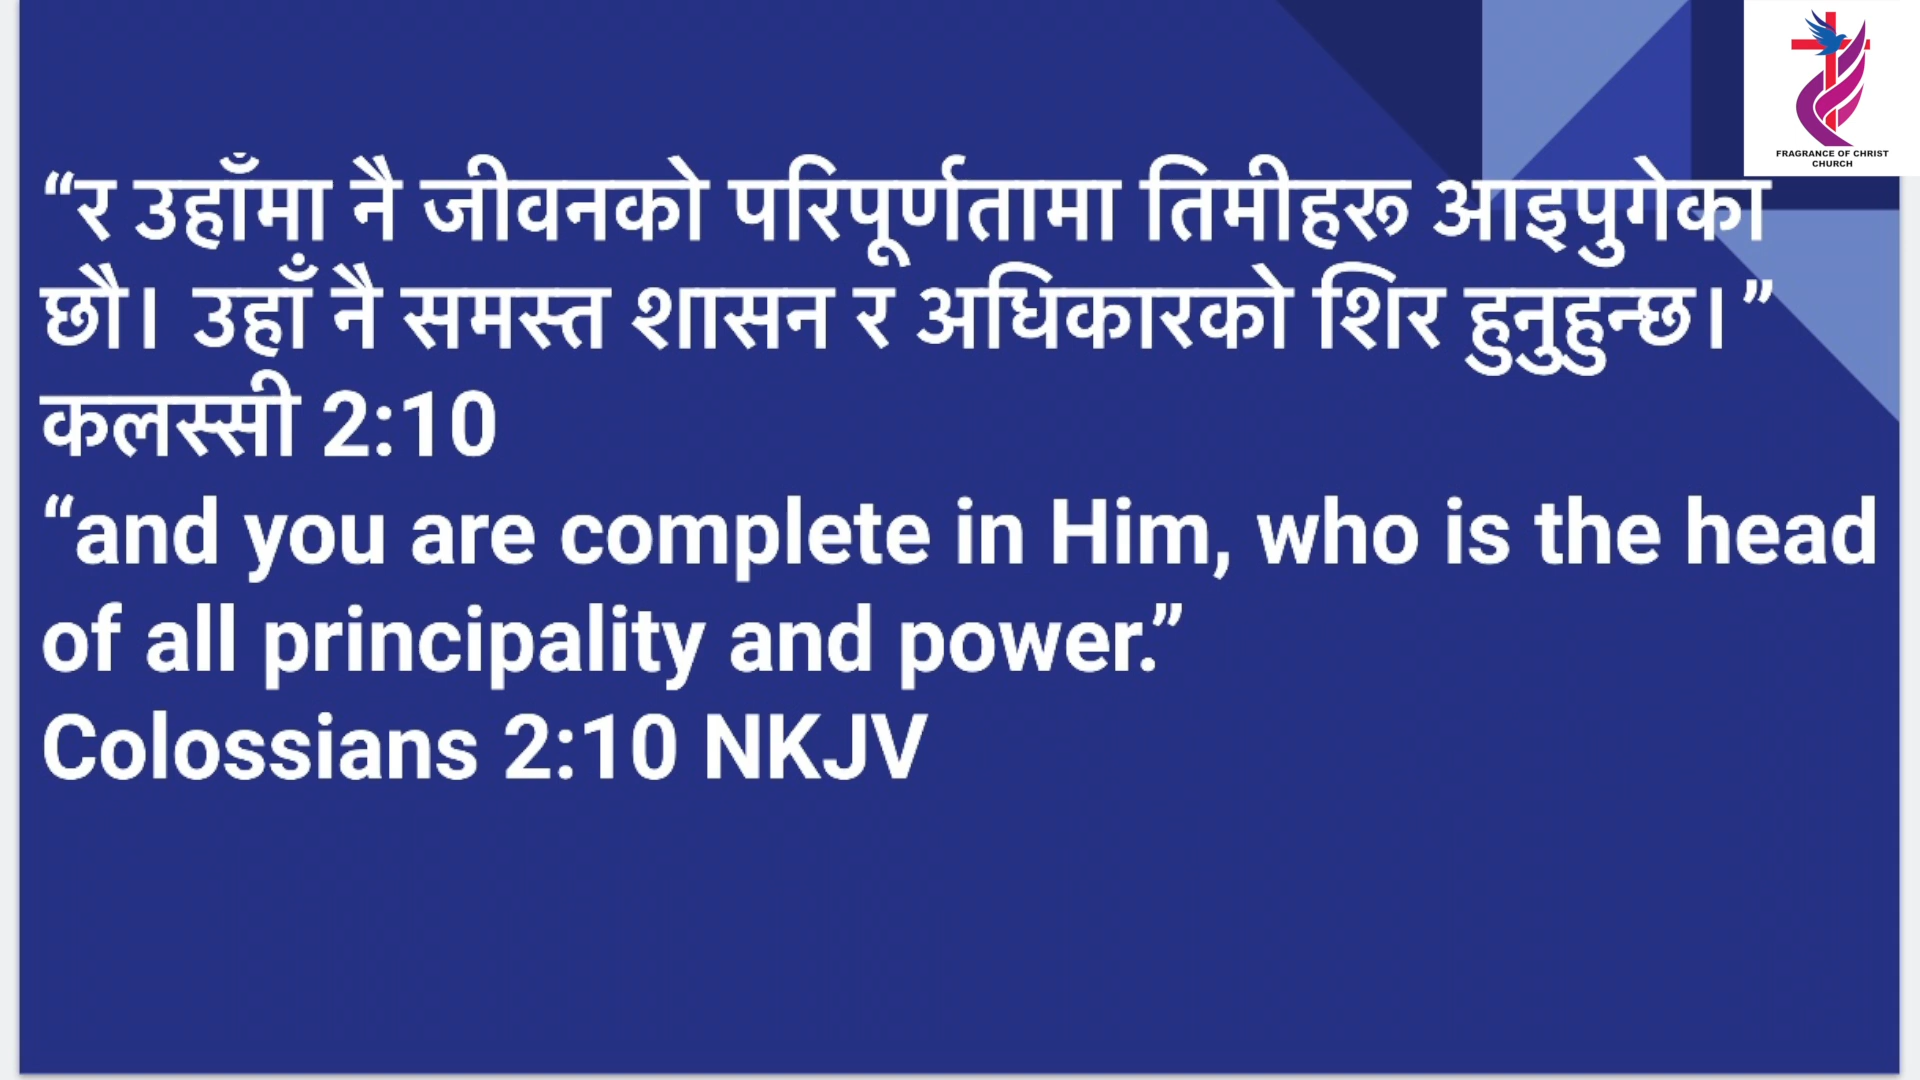 FRAGRANCE OF CHRIST
CHURCH
“र उहाँमा नै जीवनको परिपूर्णतामा तिमीहरू आइपुगेका
छौ। उहाँ नै समस्त शासन र अधिकारको शिर हुनुहुन्छ।”
कलस्सी 2:10
“and you are complete in Him, who is the head
of all principality and power.”
Colossians 2:10 NKJV